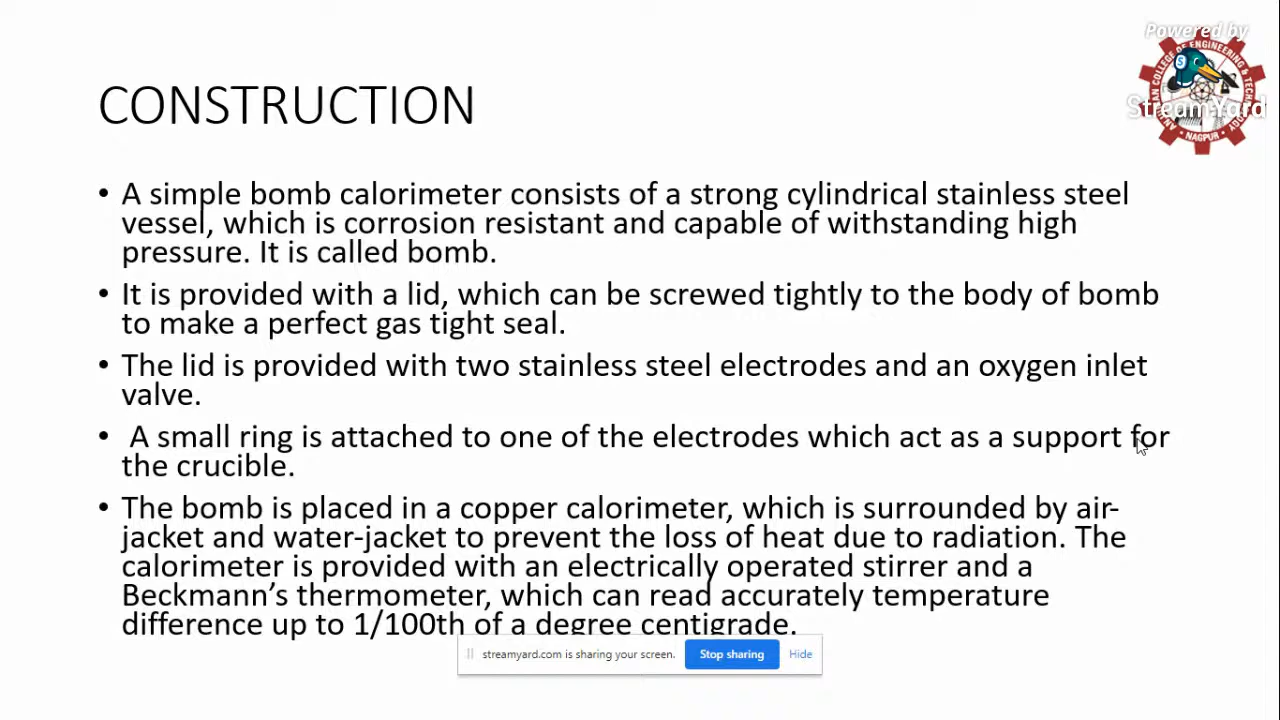 Powered by
StreamYard
COLLEGE OF ENGINEERING & TECHNOLOGY
NAGPUR
CONSTRUCTION
• A simple bomb calorimeter consists of a strong cylindrical stainless steel
vessel, which is corrosion resistant and capable of withstanding high
pressure. It is called bomb.
• It is provided with a lid, which can be screwed tightly to the body of bomb
to make a perfect gas tight seal.
• The lid is provided with two stainless steel electrodes and an oxygen inlet
valve.
• A small ring is attached to one of the electrodes which act as a support for
the crucible.
• The bomb is placed in a copper calorimeter, which is surrounded by air-
jacket and water-jacket to prevent the loss of heat due to radiation. The
calorimeter is provided with an electrically operated stirrer and a
Beckmann’s thermometer, which can read accurately temperature
difference up to 1/100th of a degree centigrade.
streamyard.com is sharing your screen. Stop sharing Hide